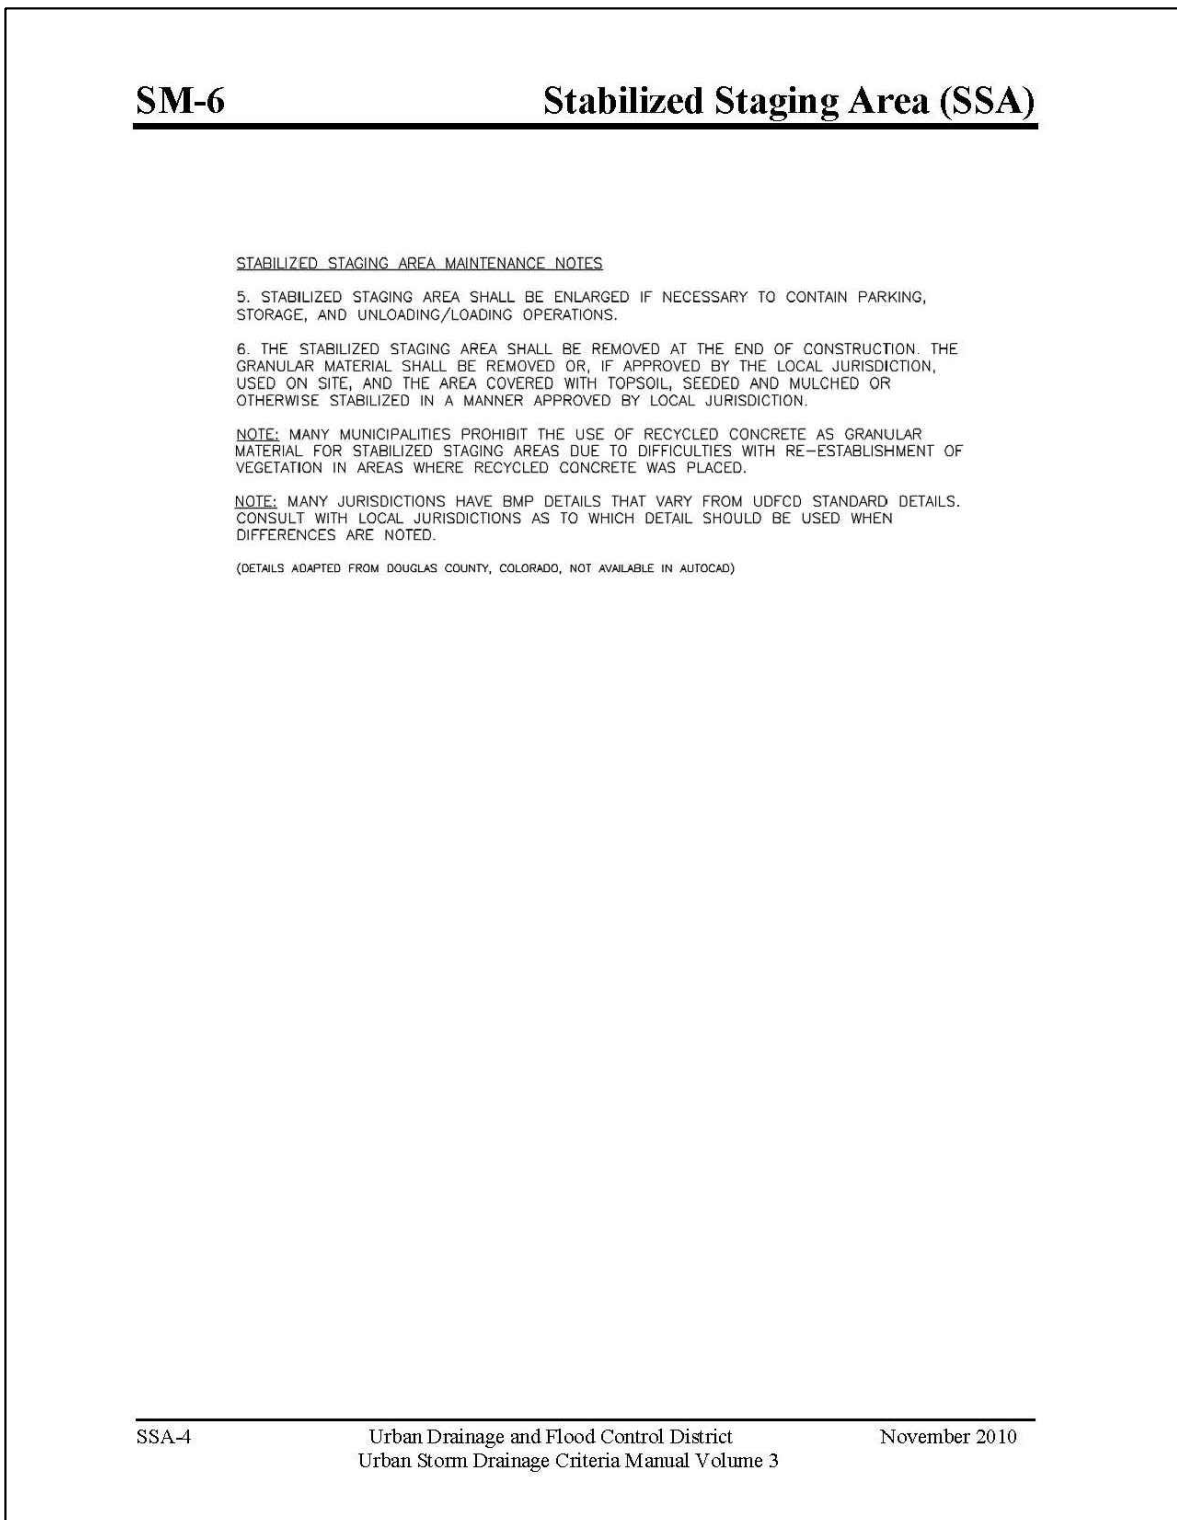 SM-6 Stabilized Staging Area (SSA)
STABILIZED STAGING AREA MAINTENANCE NOTES
5. STABILIZED STAGING AREA SHALL BE ENLARGED IF NECESSARY TO CONTAIN PARKING,
STORAGE, AND UNLOADING/LOADING OPERATIONS.
6. THE STABILIZED STAGING AREA SHALL BE REMOVED AT THE END OF CONSTRUCTION. THE
GRANULAR MATERIAL SHALL BE REMOVED OR, IF APPROVED BY THE LOCAL JURISDICTION,
USED ON SITE, AND THE AREA COVERED WITH TOPSOIL, SEEDED AND MULCHED OR
OTHERWISE STABILIZED IN A MANNER APPROVED BY LOCAL JURISDICTION.
NOTE: MANY MUNICIPALITIES PROHIBIT THE USE OF RECYCLED CONCRETE AS GRANULAR
MATERIAL FOR STABILIZED STAGING AREAS DUE TO DIFFICULTIES WITH RE-ESTABLISHMENT OF
VEGETATION IN AREAS WHERE RECYCLED CONCRETE WAS PLACED.
NOTE: MANY JURISDICTIONS HAVE BMP DETAILS THAT VARY FROM UDFCD STANDARD DETAILS.
CONSULT WITH LOCAL JURISDICTIONS AS TO WHICH DETAIL SHOULD BE USED WHEN
DIFFERENCES ARE NOTED.
(DETAILS ADAPTED FROM DOUGLAS COUNTY, COLORADO, NOT AVAILABLE IN AUTOCAD)
SSA-4 Urban Drainage and Flood Control District November 2010
Urban Storm Drainage Criteria Manual Volume 3